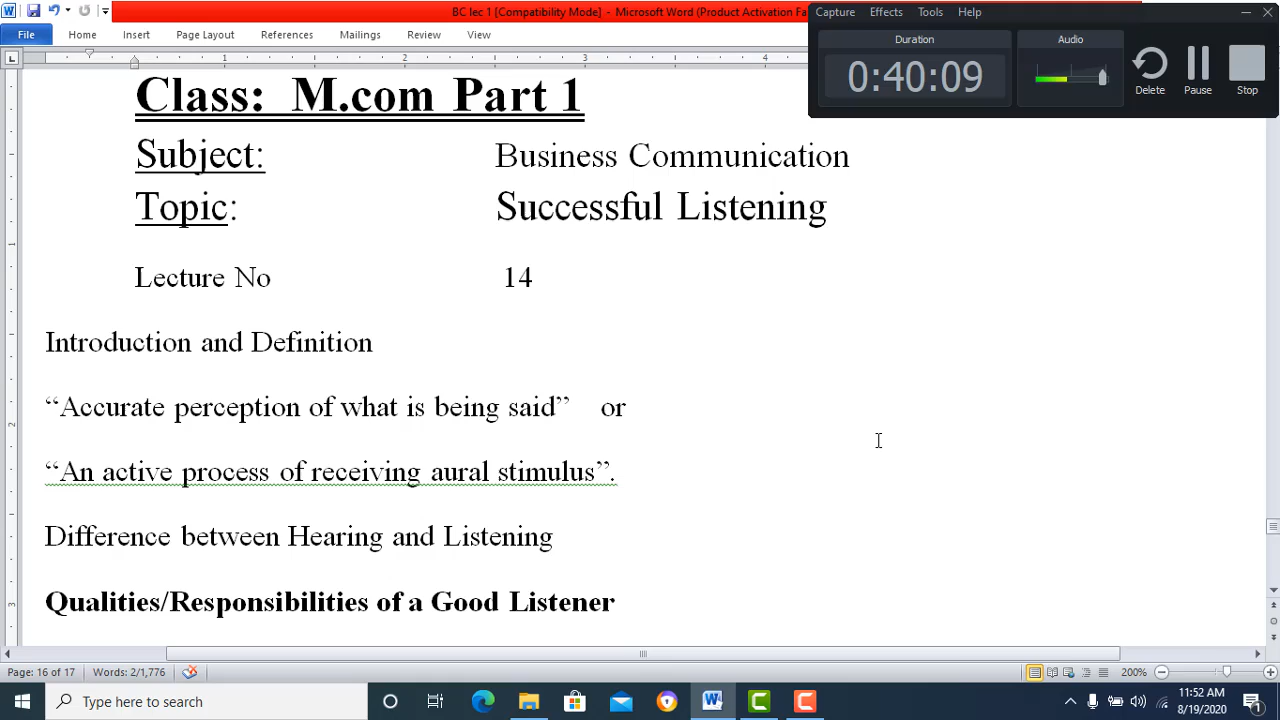 BC lec 1 [Compatibility Mode] - Microsoft Word (Product Activation Fa
Capture Effects Tools Help
File Home Insert Page Layout References Mailings Review View
Duration
Audio
0:40:09
Delete Pause Stop
1 2 3 4
Class: M.com Part 1
Subject: Business Communication
Topic: Successful Listening
Lecture No 14
Introduction and Definition
“Accurate perception of what is being said” or
“An active process of receiving aural stimulus”.
Difference between Hearing and Listening
Qualities/Responsibilities of a Good Listener
Page: 16 of 17 Words: 2/1,776 200%
Type here to search
11:52 AM
8/19/2020